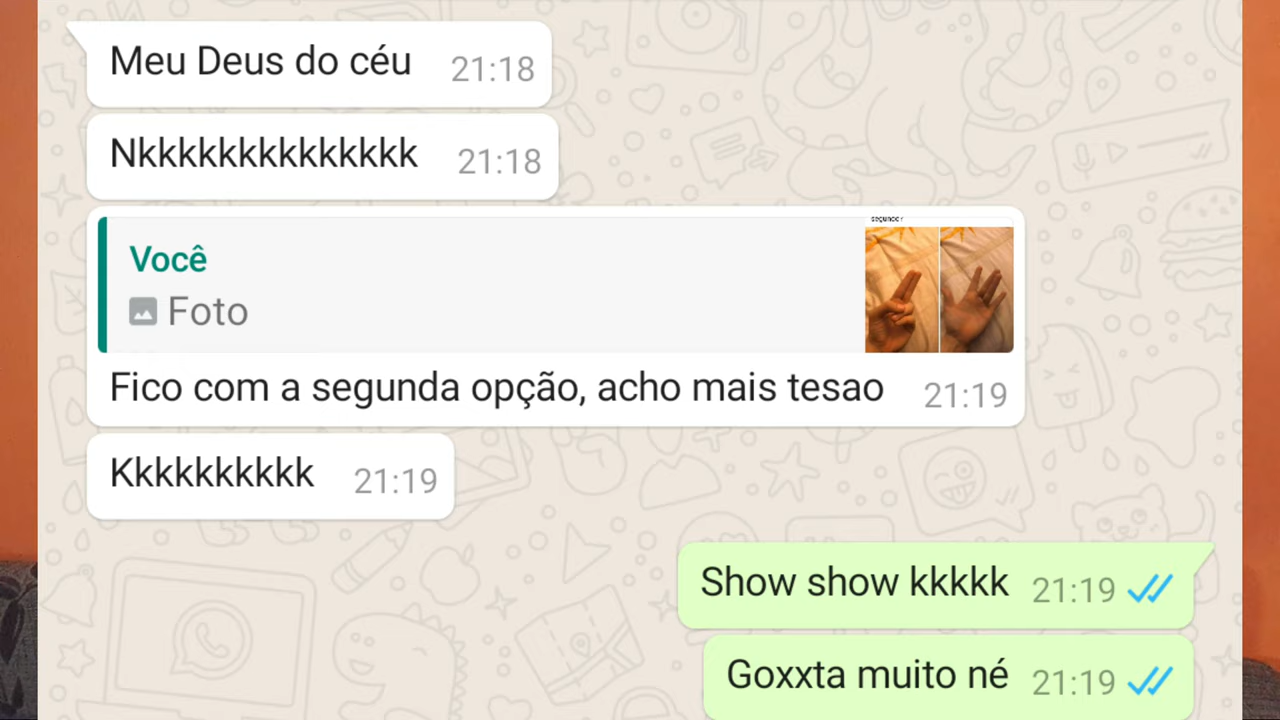 Meu Deus do céu 21:18
Nkkkkkkkkkkkkkk 21:18
Você
Foto
Fico com a segunda opção, acho mais tesao 21:19
Kkkkkkkkkk 21:19
Show show kkkkk 21:19
Goxxta muito né 21:19